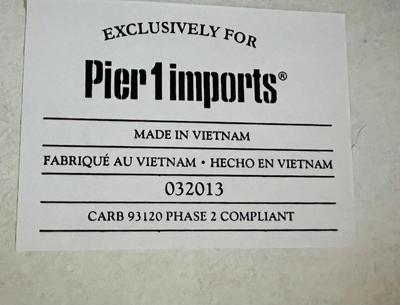 EXCLUSIVELY FOR
Pier 1 imports®
MADE IN VIETNAM
FABRIQUÉ AU VIETNAM • HECHO EN VIETNAM
032013
CARB 93120 PHASE 2 COMPLIANT